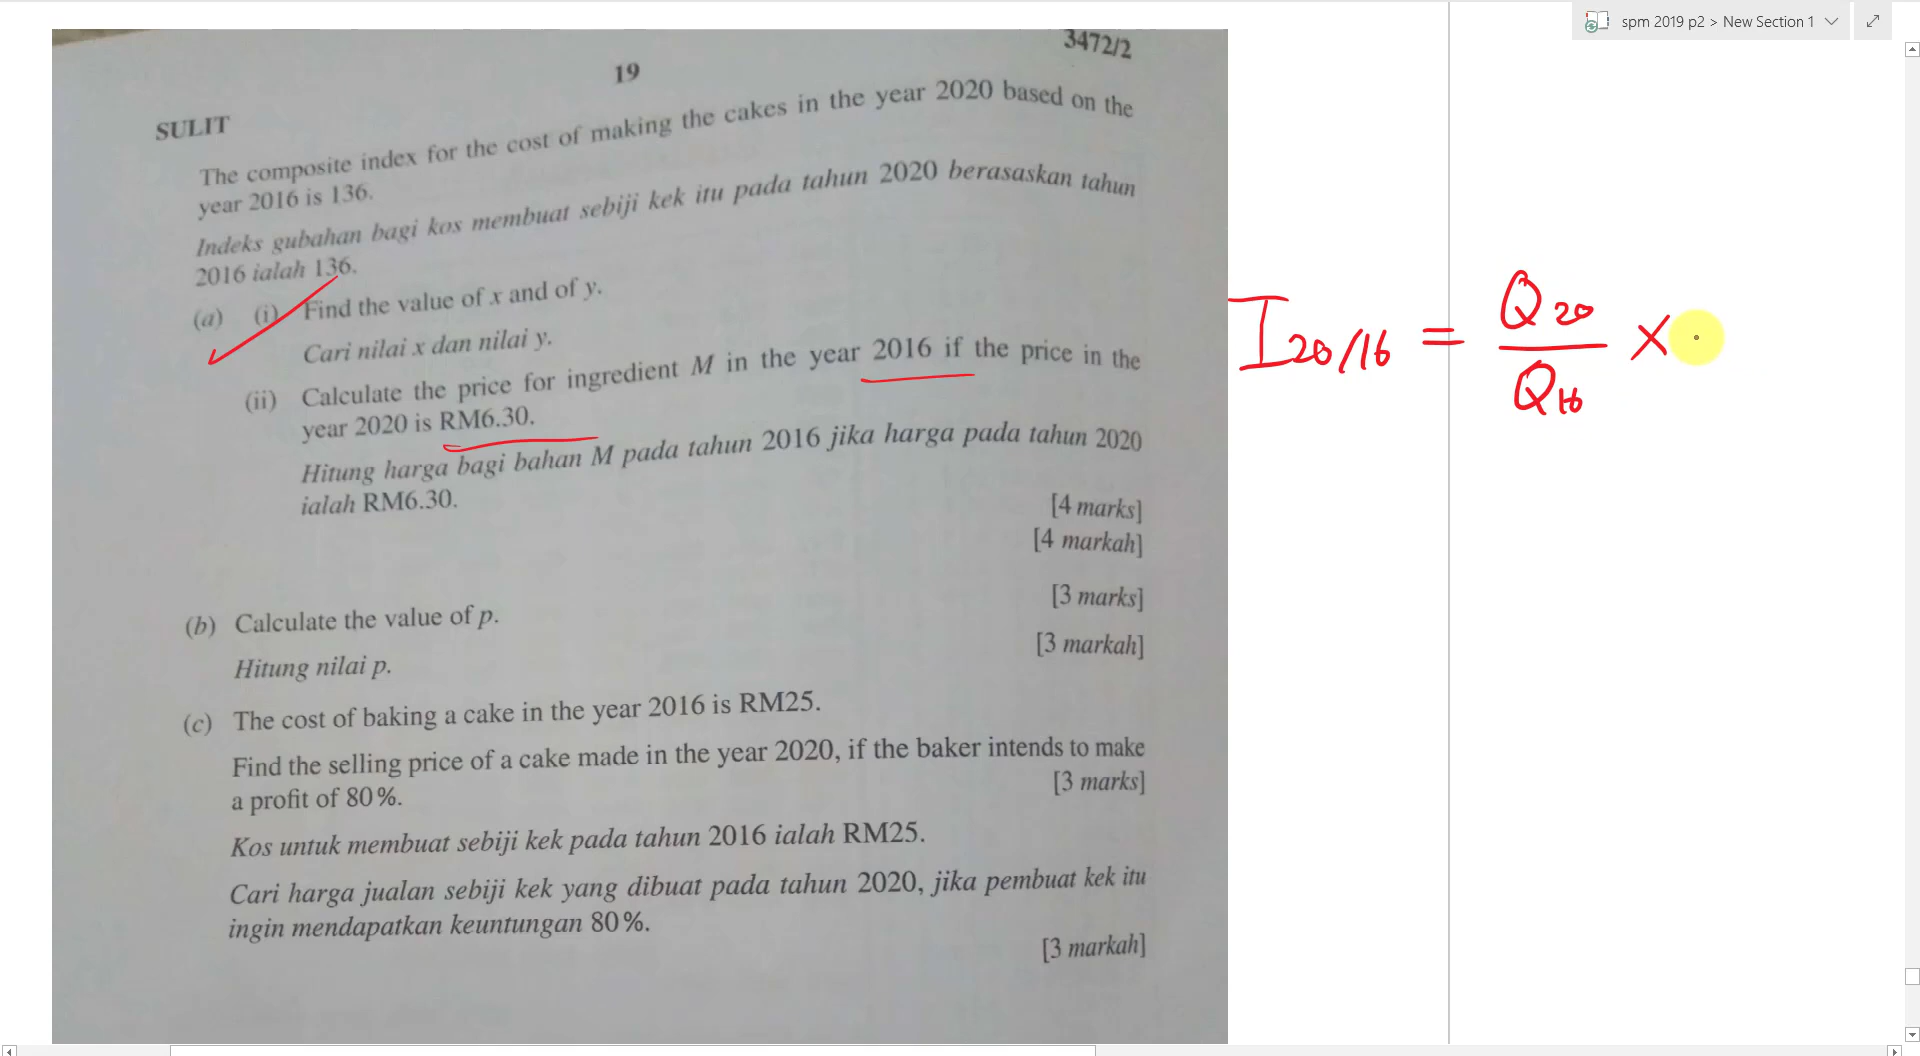 spm 2019 p2 > New Section 1
3472/2
19
SULIT
The composite index for the cost of making the cakes in the year 2020 based on the
year 2016 is 136.
Indeks gubahan bagi kos membuat sebiji kek itu pada tahun 2020 berasaskan tahun
2016 ialah 136.
(a) (i) Find the value of x and of y.
Cari nilai x dan nilai y.
(ii) Calculate the price for ingredient M in the year 2016 if the price in the
year 2020 is RM6.30.
Hitung harga bagi bahan M pada tahun 2016 jika harga pada tahun 2020
ialah RM6.30.
[4 marks]
[4 markah]
(b) Calculate the value of p.
[3 marks]
Hitung nilai p.
[3 markah]
(c) The cost of baking a cake in the year 2016 is RM25.
Find the selling price of a cake made in the year 2020, if the baker intends to make
a profit of 80%.
[3 marks]
Kos untuk membuat sebiji kek pada tahun 2016 ialah RM25.
Cari harga jualan sebiji kek yang dibuat pada tahun 2020, jika pembuat kek itu
ingin mendapatkan keuntungan 80%.
[3 markah]
I20/16 = Q20/Q16 ×